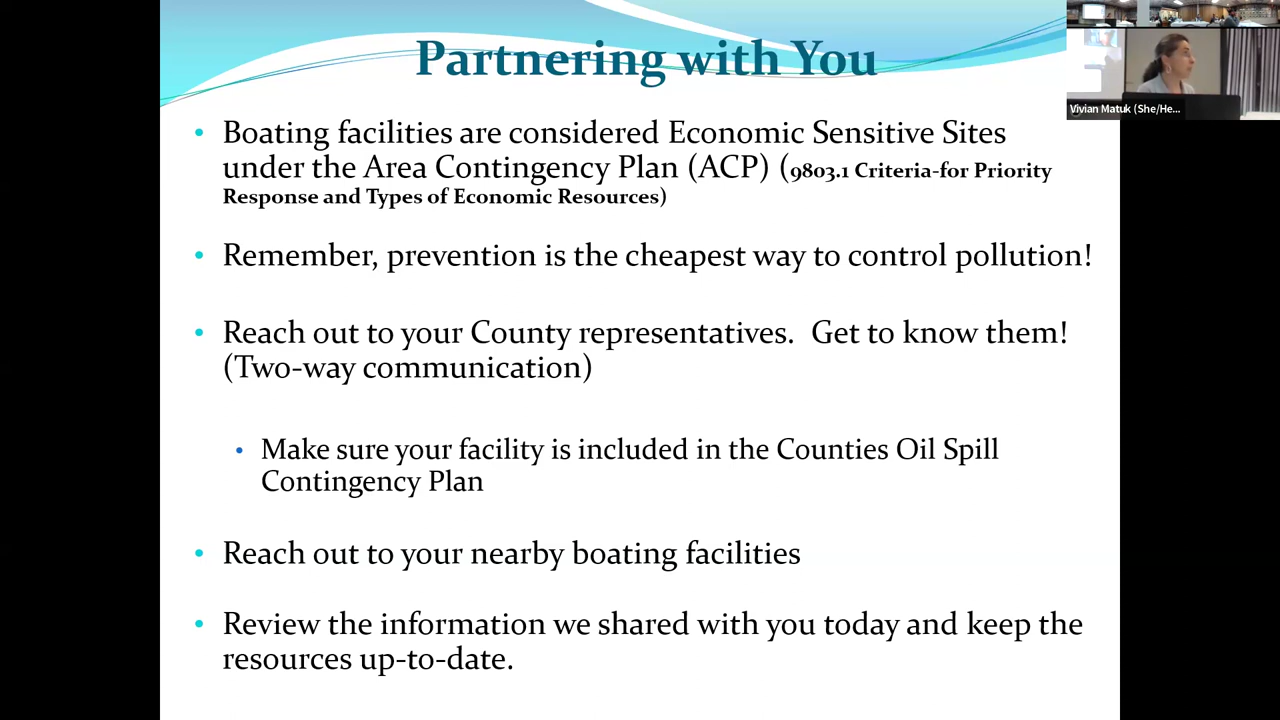 Partnering with You
Vivian Matuk (She/He...
• Boating facilities are considered Economic Sensitive Sites
under the Area Contingency Plan (ACP) (9803.1 Criteria-for Priority
Response and Types of Economic Resources)
• Remember, prevention is the cheapest way to control pollution!
• Reach out to your County representatives.  Get to know them!
(Two-way communication)
• Make sure your facility is included in the Counties Oil Spill
Contingency Plan
• Reach out to your nearby boating facilities
• Review the information we shared with you today and keep the
resources up-to-date.